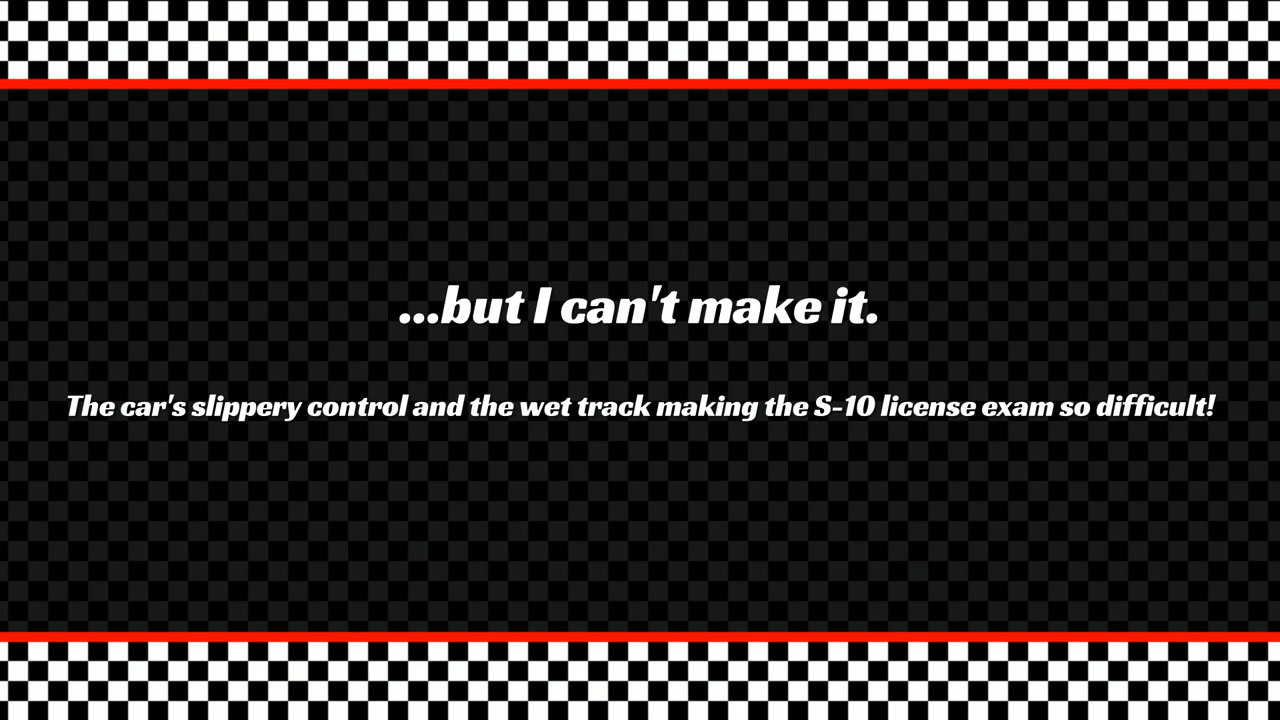 ...but I can't make it.
The car's slippery control and the wet track making the S-10 license exam so difficult!